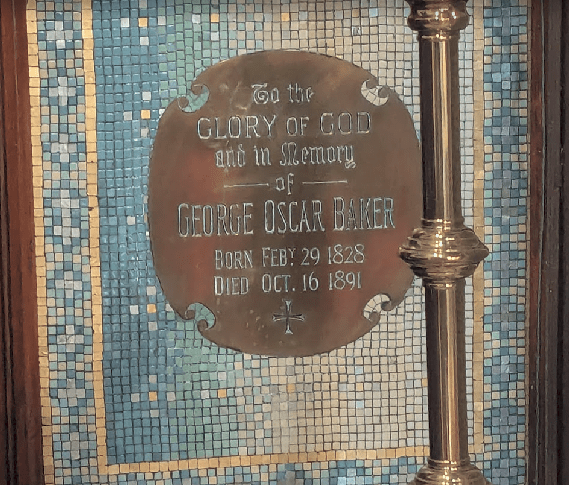 To the
GLORY OF GOD
and in Memory
of
GEORGE OSCAR BAKER
BORN FEBY 29 1828
DIED OCT. 16 1891